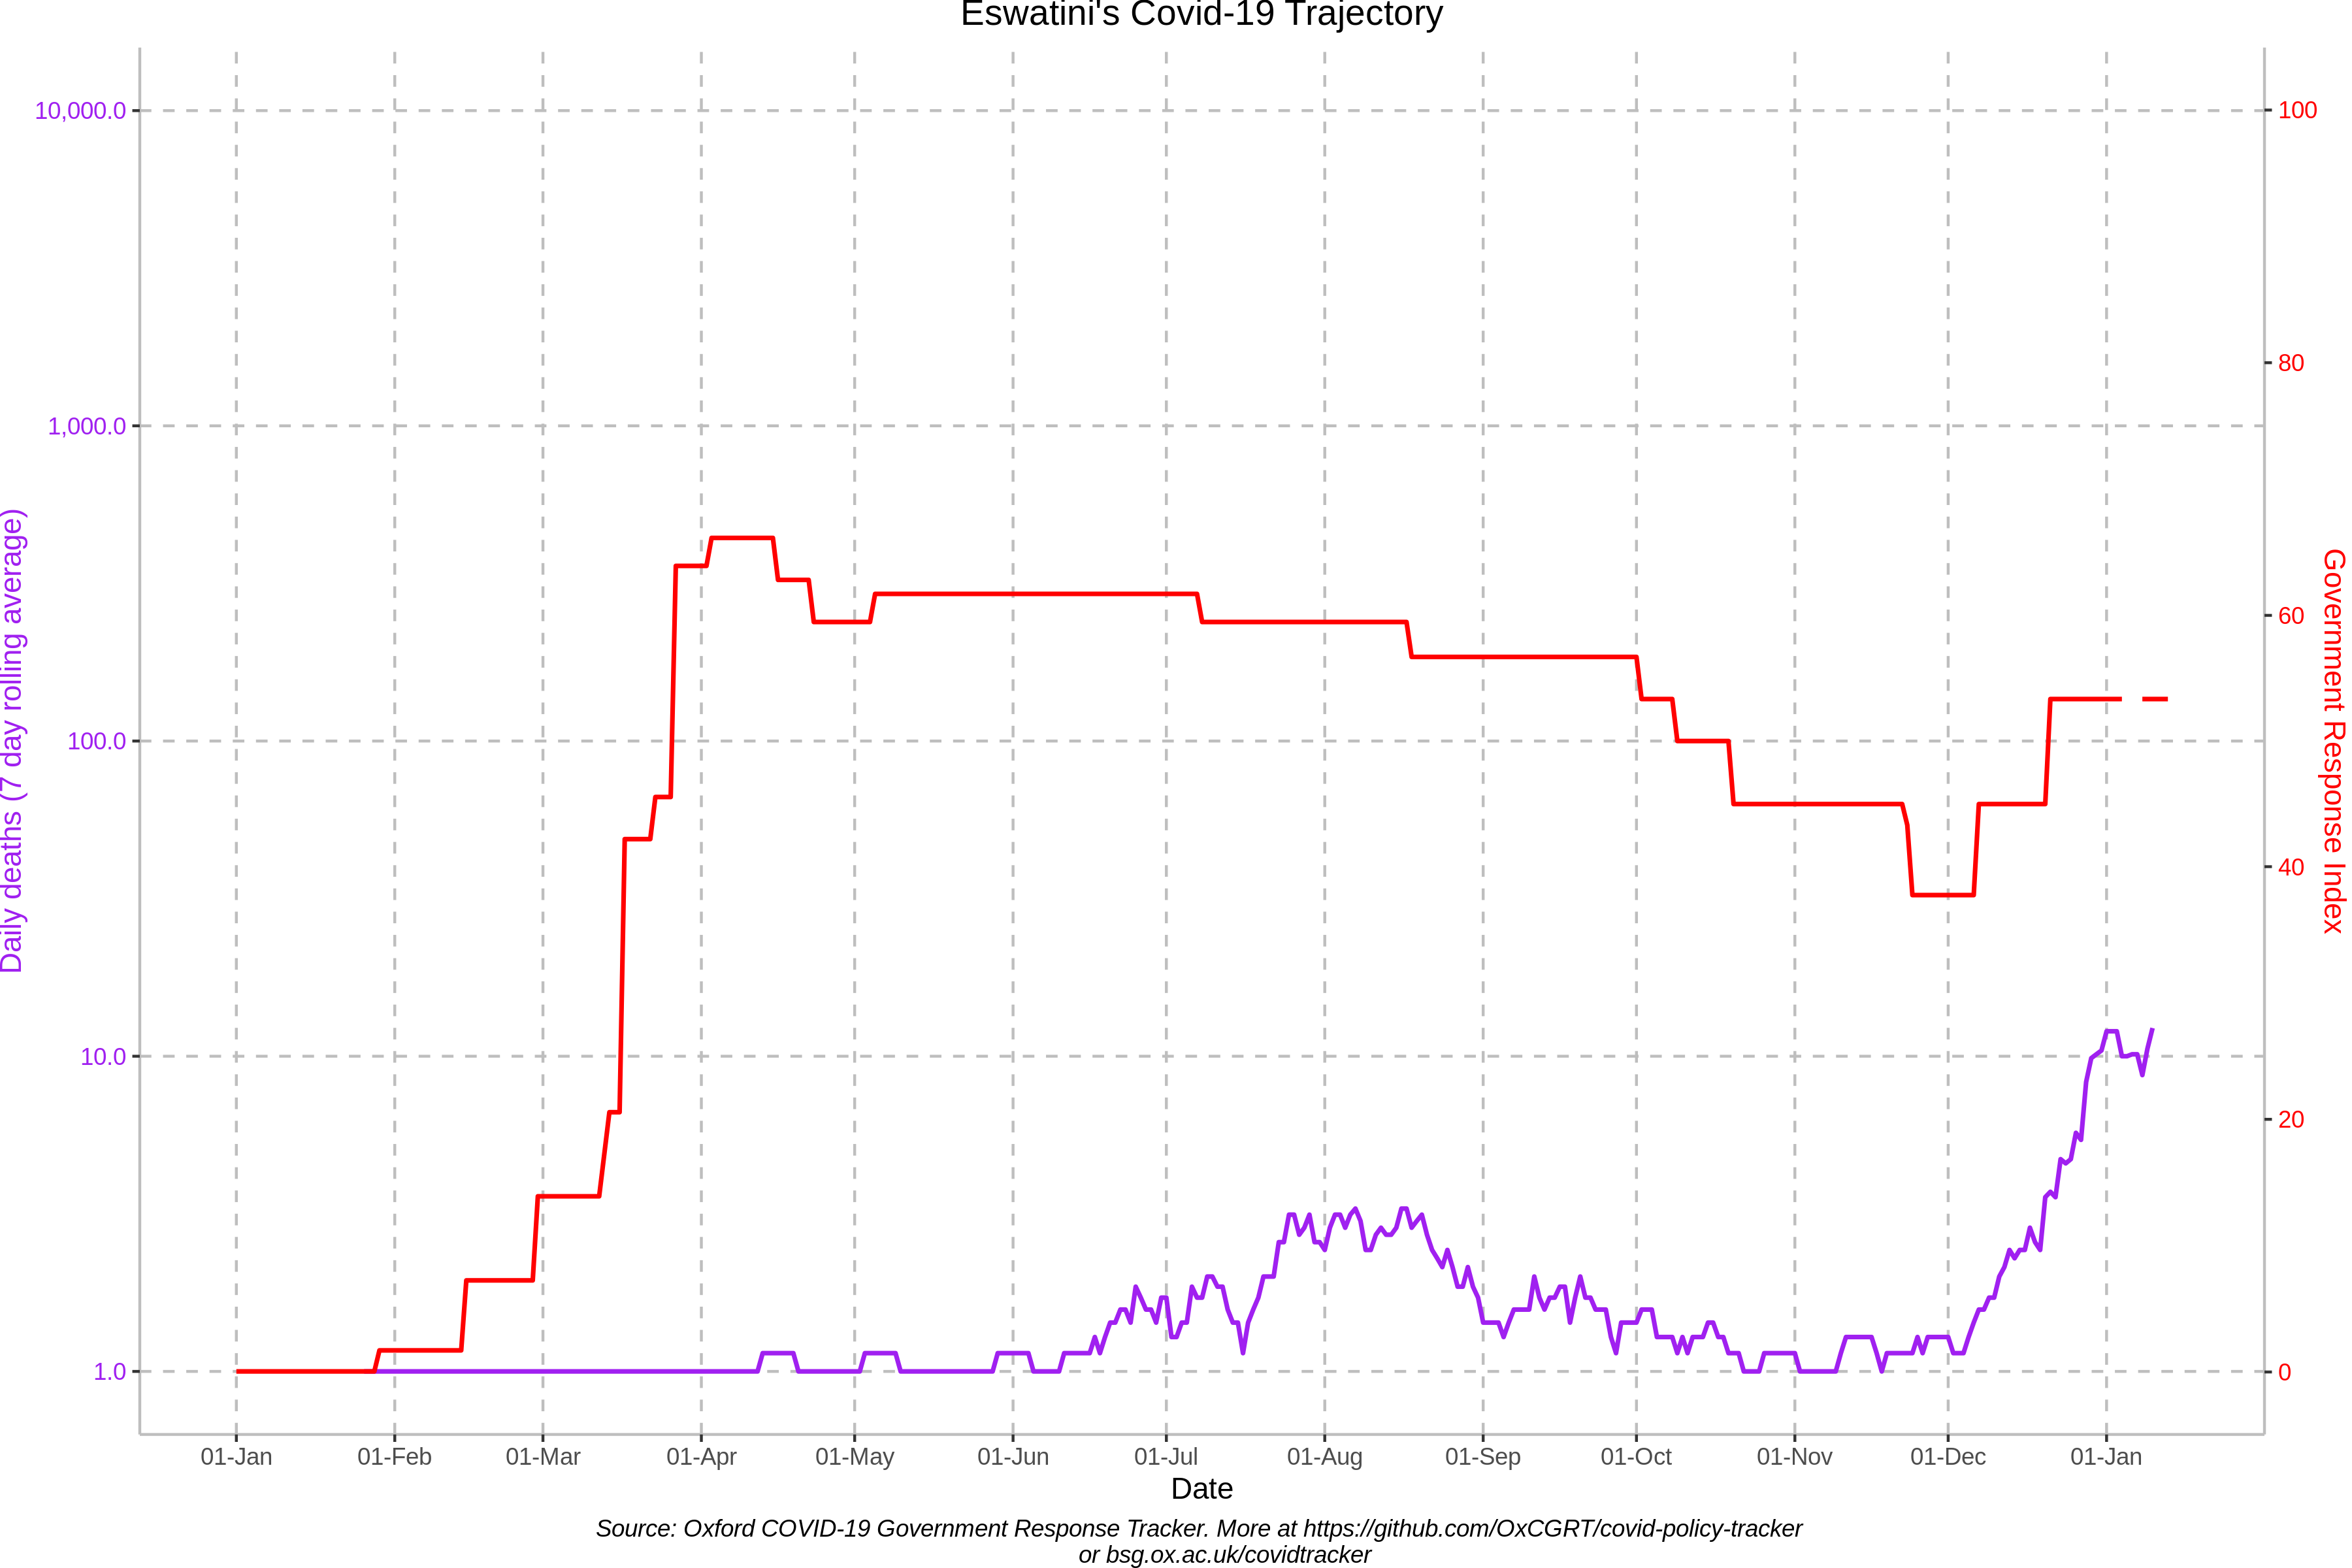 Eswatini's Covid-19 Trajectory
10,000.0
1,000.0
100.0
10.0
1.0
Daily deaths (7 day rolling average)
100
80
60
40
20
0
Government Response Index
01-Jan 01-Feb 01-Mar 01-Apr 01-May 01-Jun 01-Jul 01-Aug 01-Sep 01-Oct 01-Nov 01-Dec 01-Jan
Date
Source: Oxford COVID-19 Government Response Tracker. More at https://github.com/OxCGRT/covid-policy-tracker
or bsg.ox.ac.uk/covidtracker